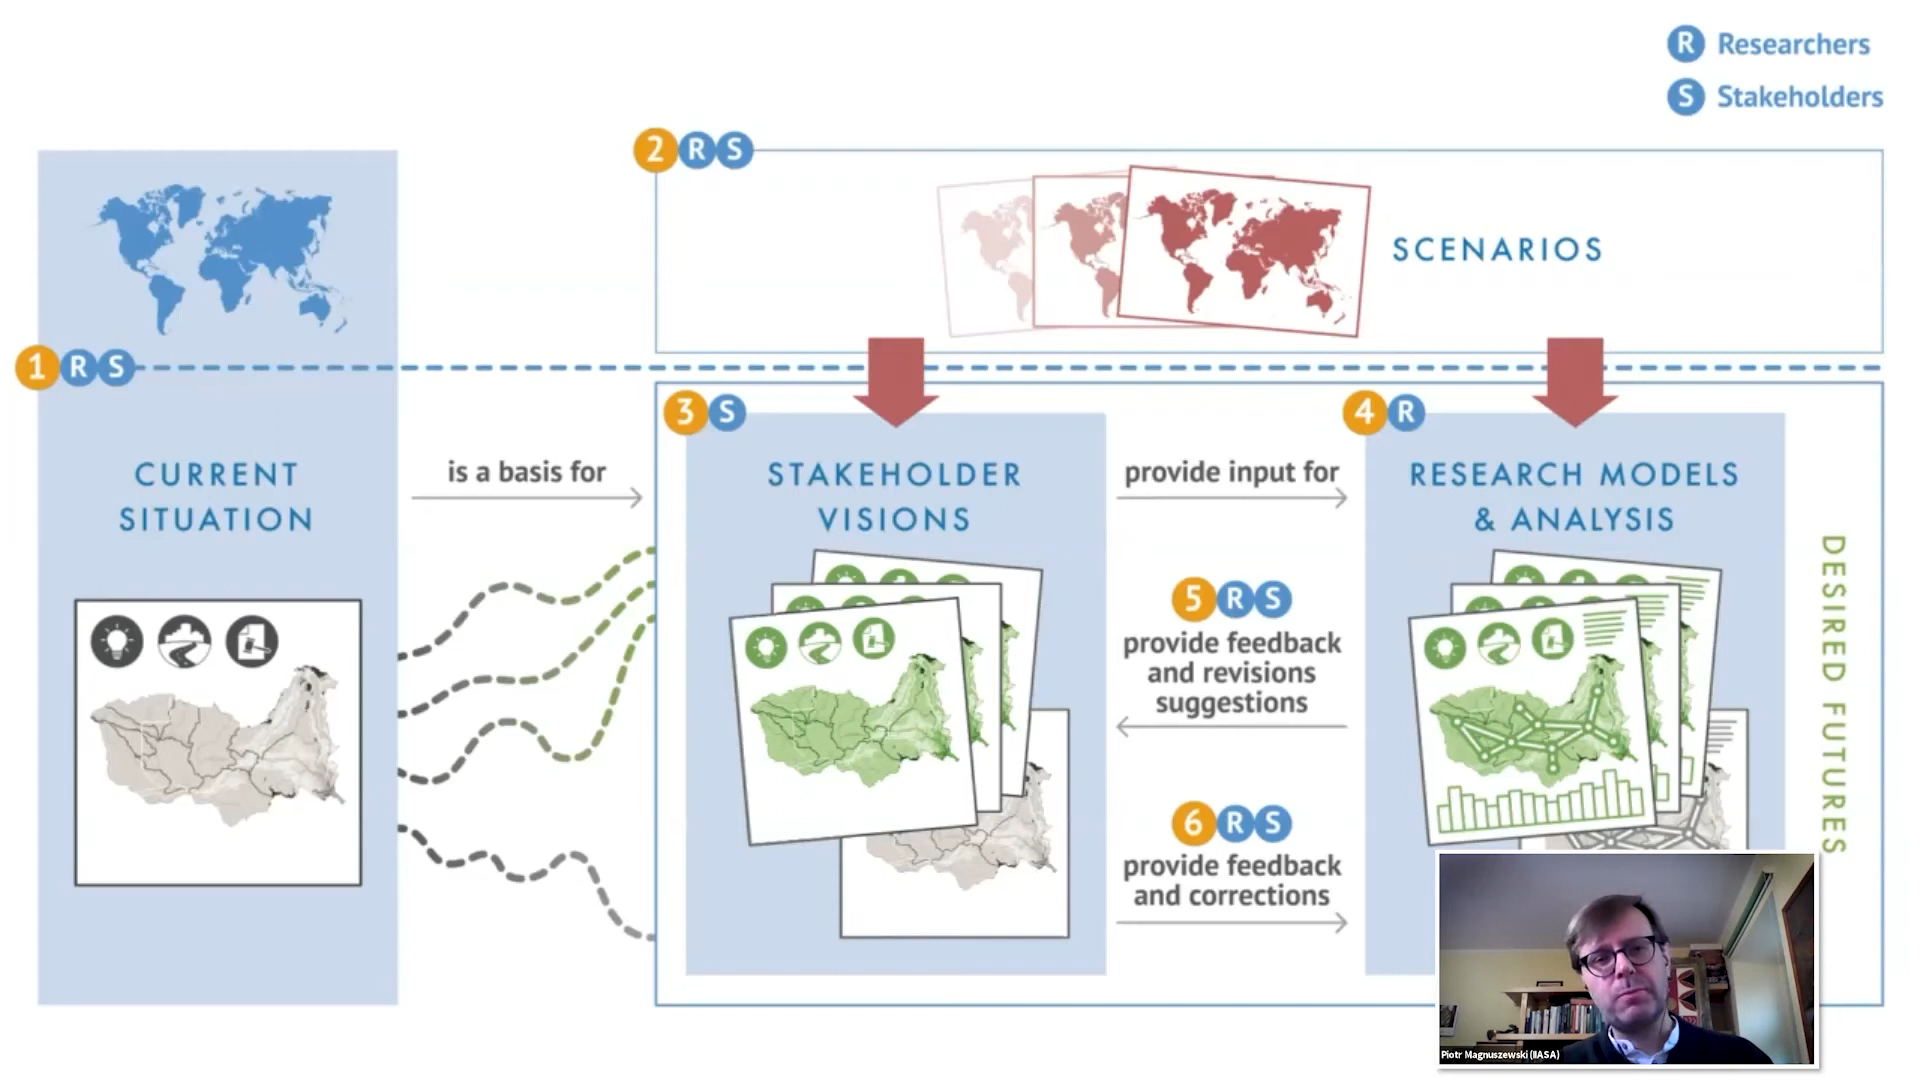 R Researchers
S Stakeholders
2 R S
SCENARIOS
1 R S
CURRENT
SITUATION
is a basis for
3 S
STAKEHOLDER
VISIONS
provide input for
4 R
RESEARCH MODELS
& ANALYSIS
5 R S
provide feedback
and revisions
suggestions
6 R S
provide feedback
and corrections
DESIRED FUTURES
Piotr Magnuszewski (IIASA)